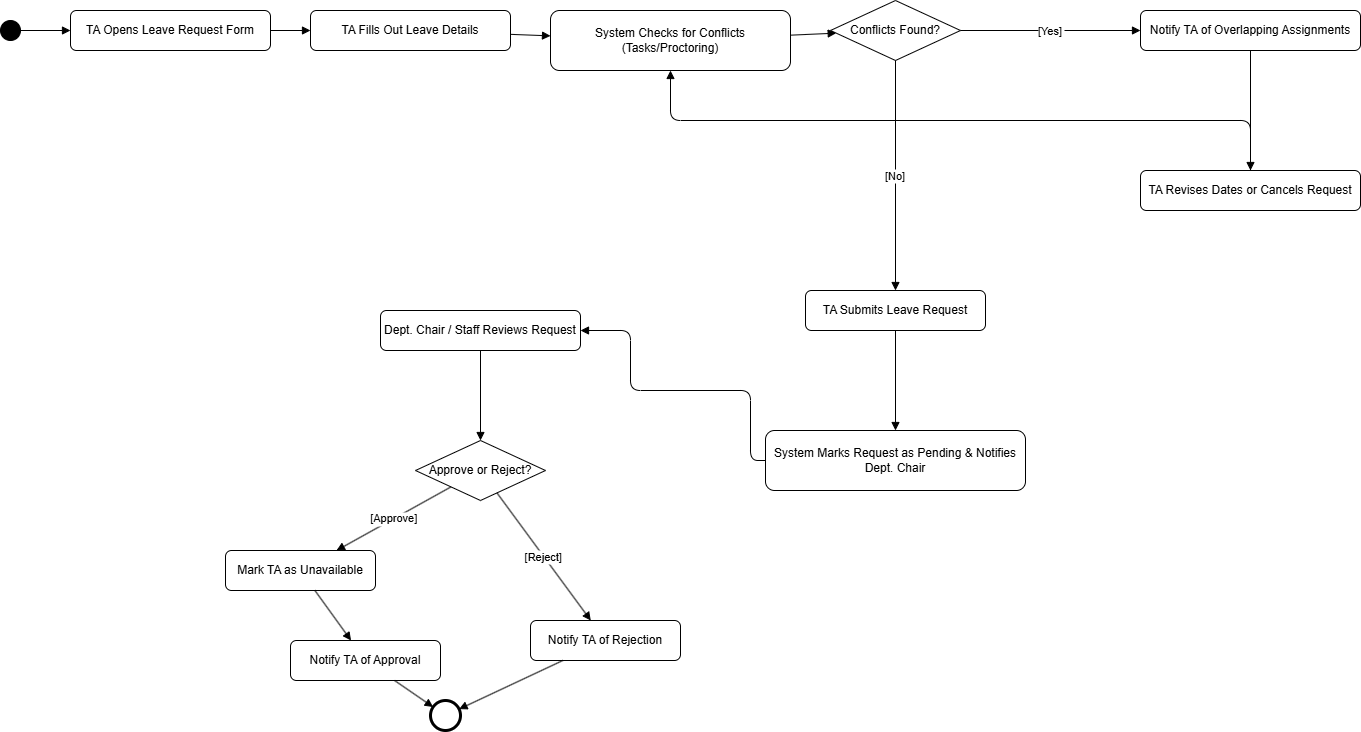 TA Opens Leave Request Form
TA Fills Out Leave Details
System Checks for Conflicts
(Tasks/Proctoring)
Conflicts Found?
[Yes]
Notify TA of Overlapping Assignments
[No]
TA Revises Dates or Cancels Request
TA Submits Leave Request
Dept. Chair / Staff Reviews Request
System Marks Request as Pending & Notifies
Dept. Chair
Approve or Reject?
[Approve]
[Reject]
Mark TA as Unavailable
Notify TA of Rejection
Notify TA of Approval